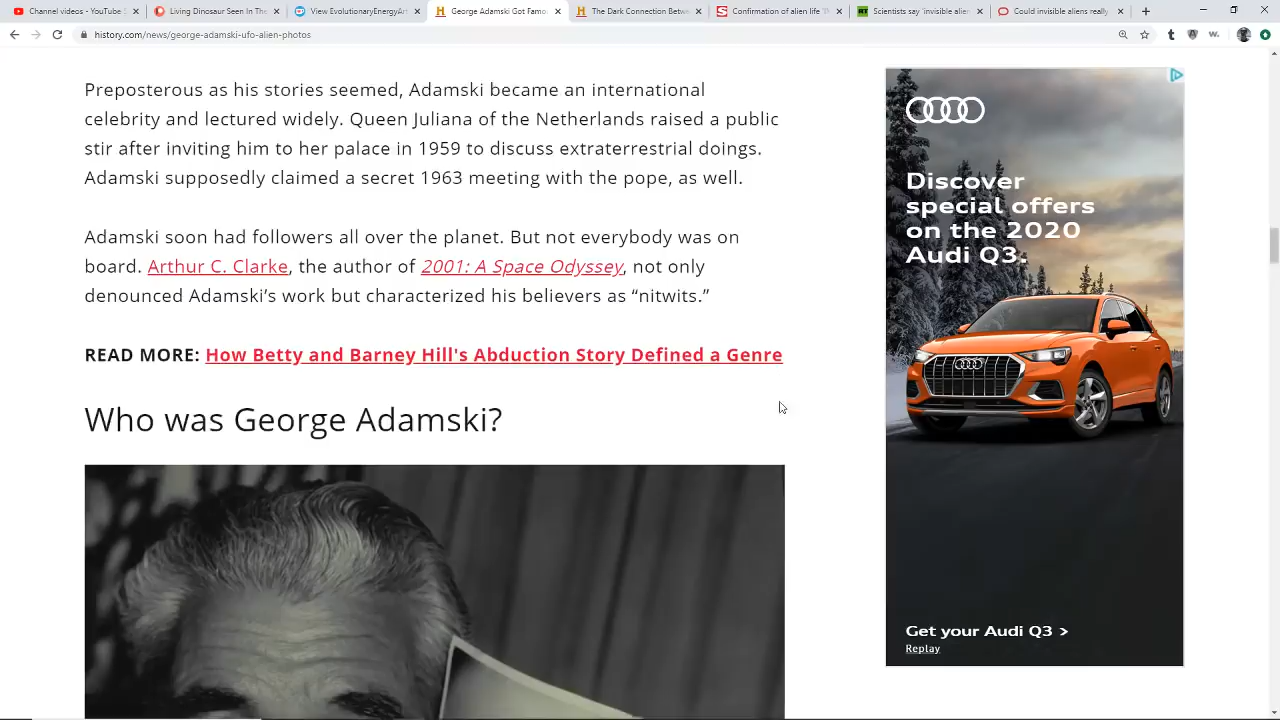 Channel videos - YouTube S
Living Dinosaur Seen In The
View EvolutionaryEnergyArt
George Adamski Got Famou
The Dark Connection Betwe
Confirmation of alien life 'Th
Scientists say 'invisible alien
Could invisible aliens really
history.com/news/george-adamski-ufo-alien-photos
Preposterous as his stories seemed, Adamski became an international
celebrity and lectured widely. Queen Juliana of the Netherlands raised a public
stir after inviting him to her palace in 1959 to discuss extraterrestrial doings.
Adamski supposedly claimed a secret 1963 meeting with the pope, as well.
Adamski soon had followers all over the planet. But not everybody was on
board. Arthur C. Clarke, the author of 2001: A Space Odyssey, not only
denounced Adamski’s work but characterized his believers as “nitwits.”
READ MORE: How Betty and Barney Hill's Abduction Story Defined a Genre
Who was George Adamski?
Discover
special offers
on the 2020
Audi Q3.
Get your Audi Q3 >
Replay